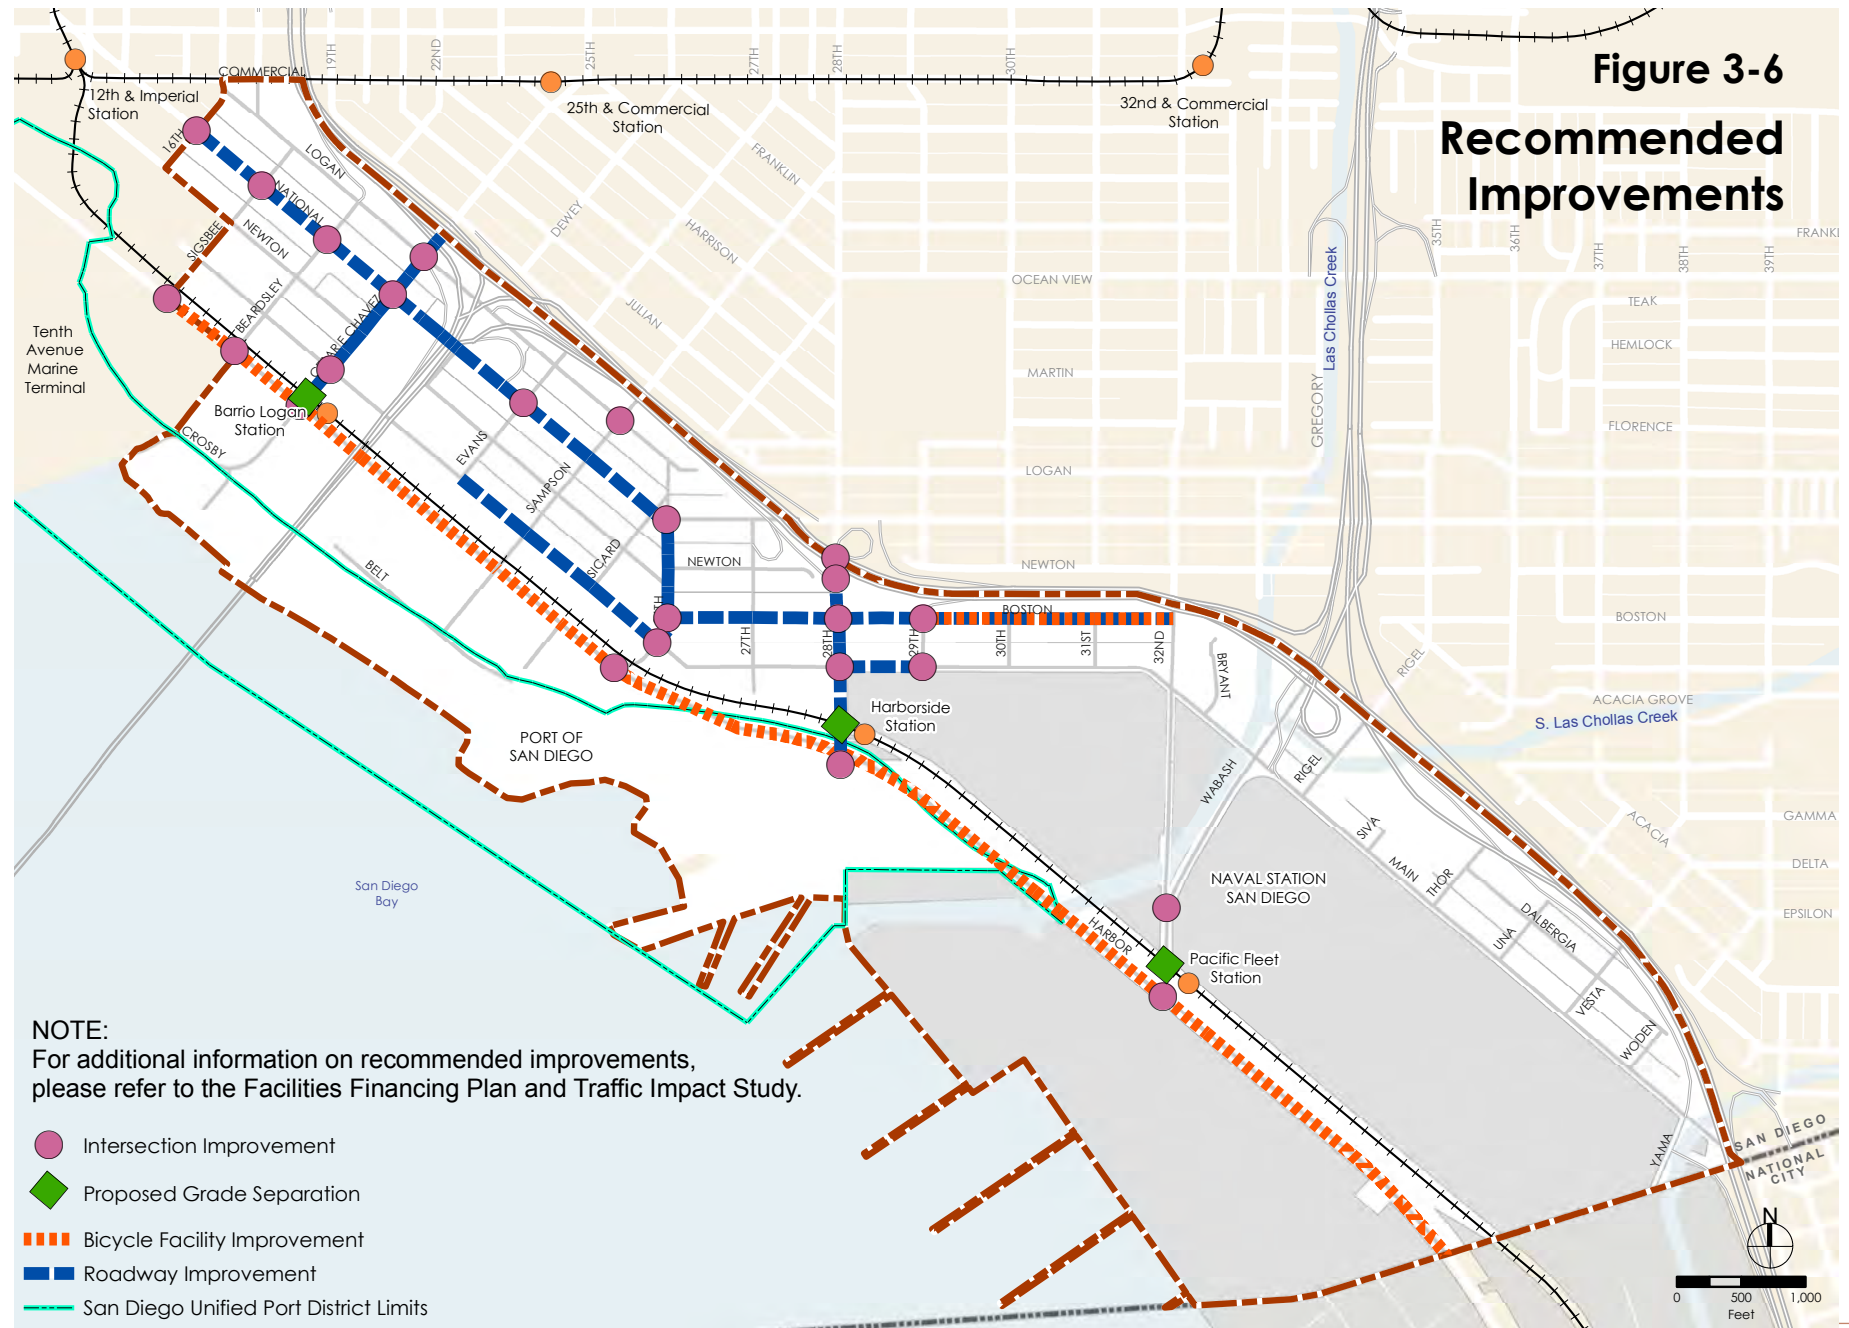 Figure 3-6
Recommended
Improvements
COMMERCIAL
19TH
22ND
25TH
27TH
28TH
30TH
12th & Imperial
Station
25th & Commercial
Station
32nd & Commercial
Station
16TH
LOGAN
NATIONAL
NEWTON
SIGSBEE
BEARDSLEY
FRANKLIN
DEWEY
HARRISON
JULIAN
OCEAN VIEW
MARTIN
LOGAN
NEWTON
GREGORY
Las Chollas Creek
35TH
36TH
37TH
38TH
39TH
TEAK
HEMLOCK
FLORENCE
BOSTON
ACACIA GROVE
S. Las Chollas Creek
RIGEL
ACACIA
GAMMA
DELTA
EPSILON
Tenth
Avenue
Marine
Terminal
Barrio Logan
Station
CROSBY
EVANS
SAMPSON
SICARD
BELT
NEWTON
27TH
28TH
29TH
BOSTON
30TH
31ST
32ND
BRYANT
Harborside
Station
PORT OF
SAN DIEGO
WABASH
RIGEL
SIVA
MAIN
THOR
DALBERGIA
UNA
VESTA
WODEN
YAMA
NAVAL STATION
SAN DIEGO
HARBOR
Pacific Fleet
Station
San Diego
Bay
SAN DIEGO
NATIONAL
CITY
NOTE:
For additional information on recommended improvements,
please refer to the Facilities Financing Plan and Traffic Impact Study.
Intersection Improvement
Proposed Grade Separation
Bicycle Facility Improvement
Roadway Improvement
San Diego Unified Port District Limits
N
0 500 1,000
Feet